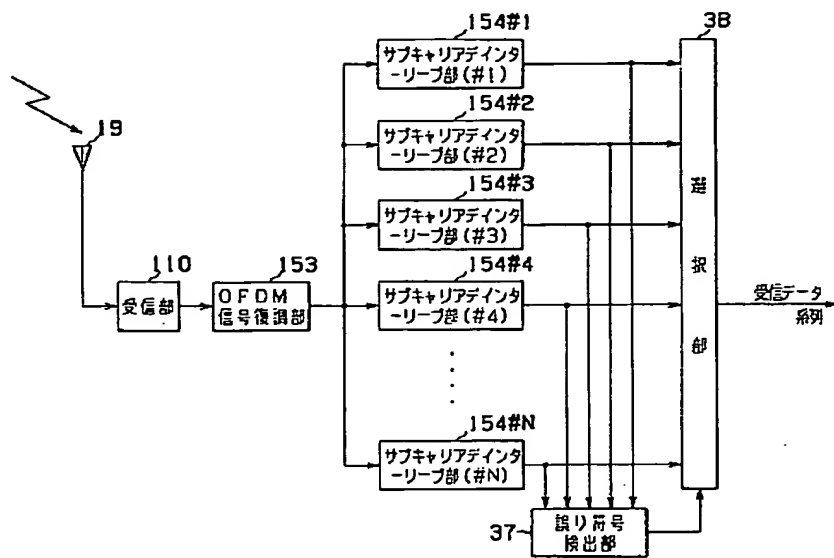 154#1
サブキャリアデインタ
ーリーブ部(#1)
38
154#2
サブキャリアデインタ
ーリーブ部(#2)
19
154#3
サブキャリアデインタ
ーリーブ部(#3)
110
受信部
153
OFDM
信号復調部
154#4
サブキャリアデインタ
ーリーブ部(#4)
選択部
受信データ
系列
154#N
サブキャリアデインタ
ーリーブ部(#N)
37
誤り符号
検出部